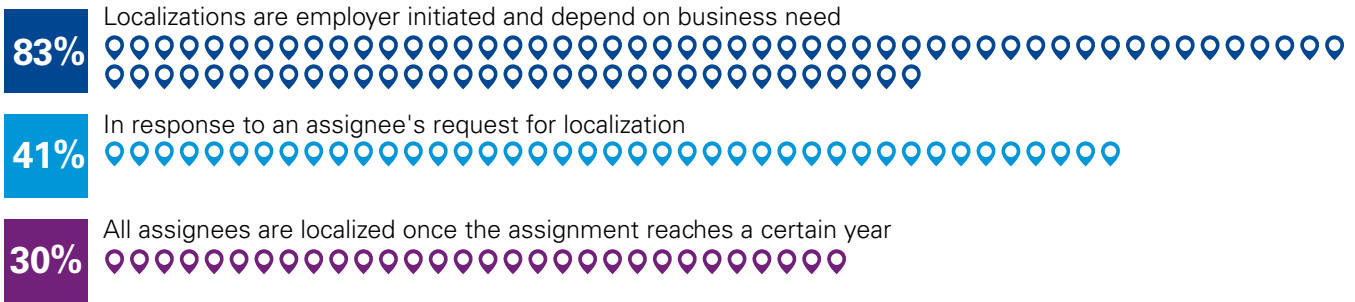 Localizations are employer initiated and depend on business need
83%
In response to an assignee's request for localization
41%
All assignees are localized once the assignment reaches a certain year
30%